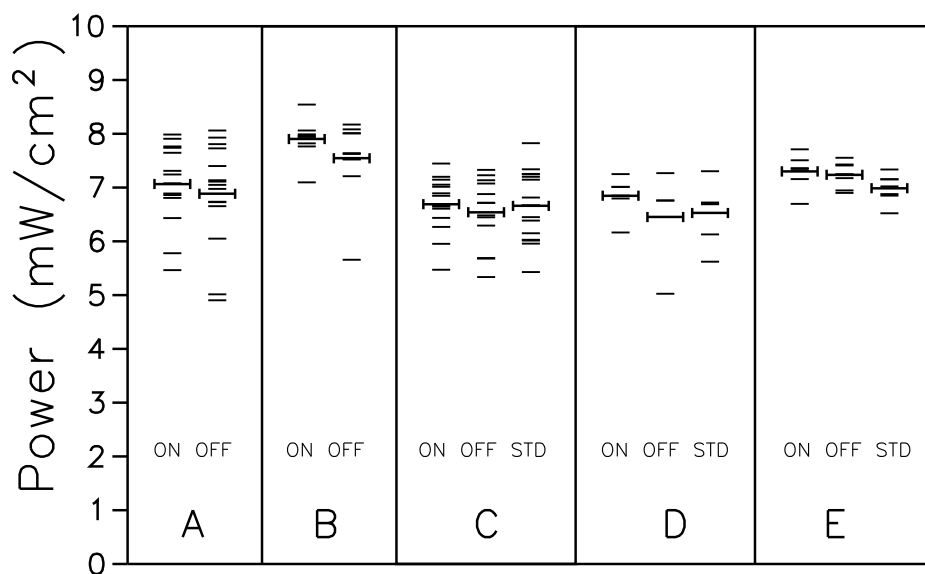 Power (mW/cm²)
10
9
8
7
6
5
4
3
2
1
0
ON OFF
ON OFF
ON OFF STD
ON OFF STD
ON OFF STD
A
B
C
D
E